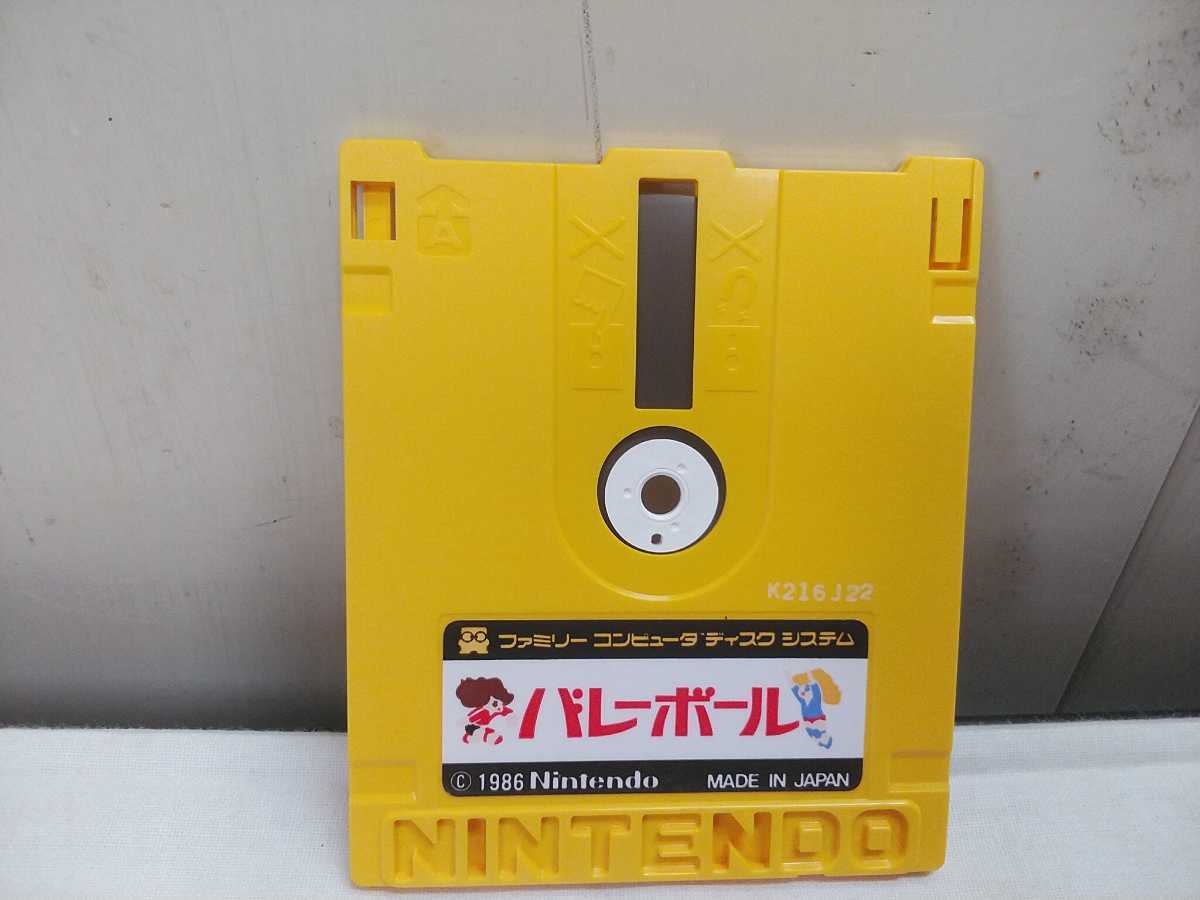 A
K216J22
ファミリー コンピュータ ディスク システム
バレーボール
© 1986 Nintendo MADE IN JAPAN
NINTENDO